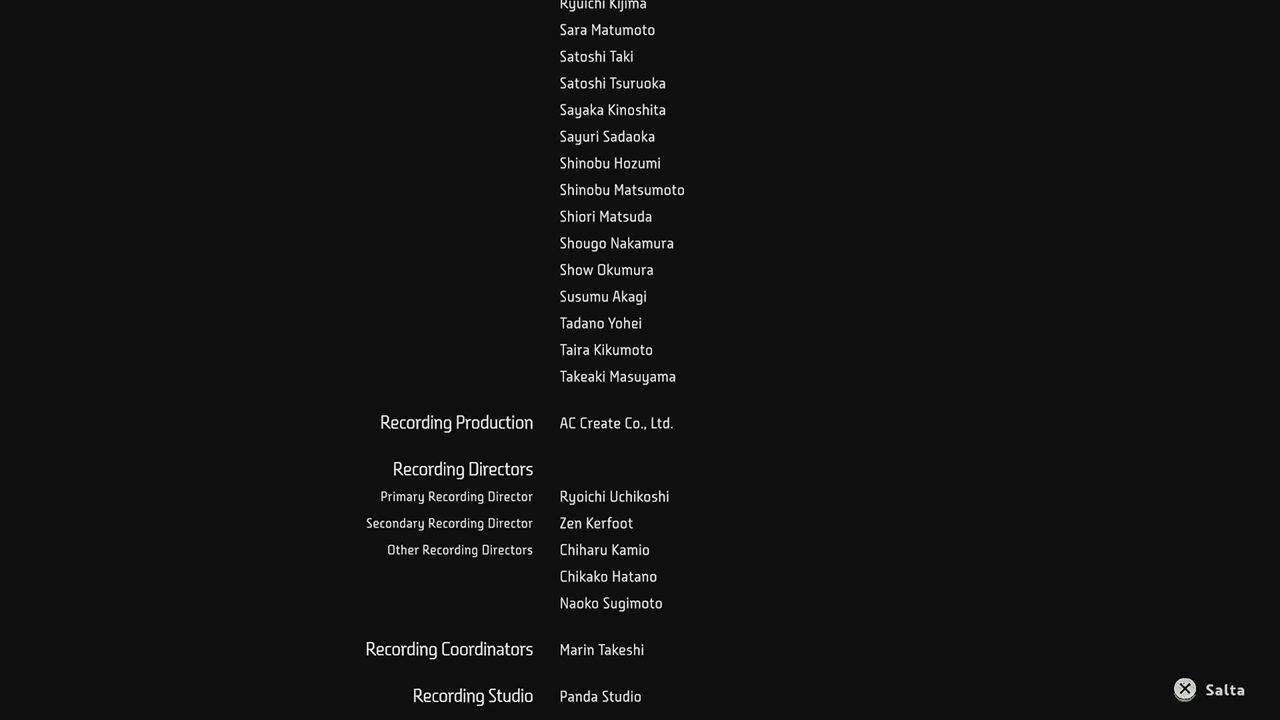 Ryuichi Kijima
Sara Matumoto
Satoshi Taki
Satoshi Tsuruoka
Sayaka Kinoshita
Sayuri Sadaoka
Shinobu Hozumi
Shinobu Matsumoto
Shiori Matsuda
Shougo Nakamura
Show Okumura
Susumu Akagi
Tadano Yohei
Taira Kikumoto
Takeaki Masuyama
Recording Production AC Create Co., Ltd.
Recording Directors
Primary Recording Director Ryoichi Uchikoshi
Secondary Recording Director Zen Kerfoot
Other Recording Directors Chiharu Kamio
Chikako Hatano
Naoko Sugimoto
Recording Coordinators Marin Takeshi
Recording Studio Panda Studio
Salta